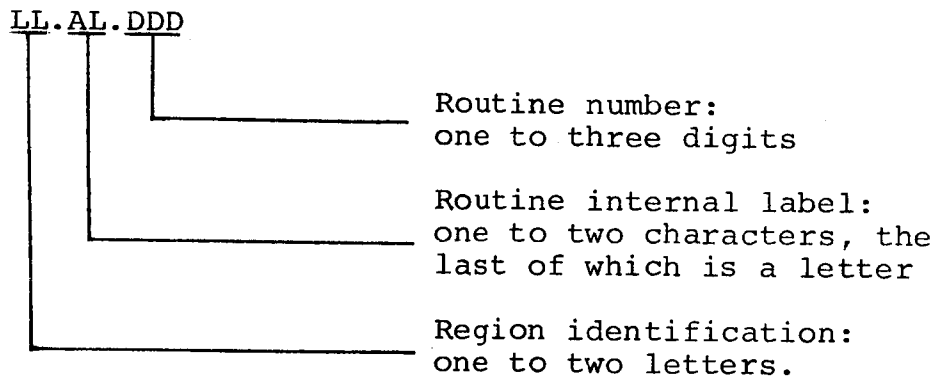 LL.AL.DDD
Routine number:
one to three digits
Routine internal label:
one to two characters, the
last of which is a letter
Region identification:
one to two letters.